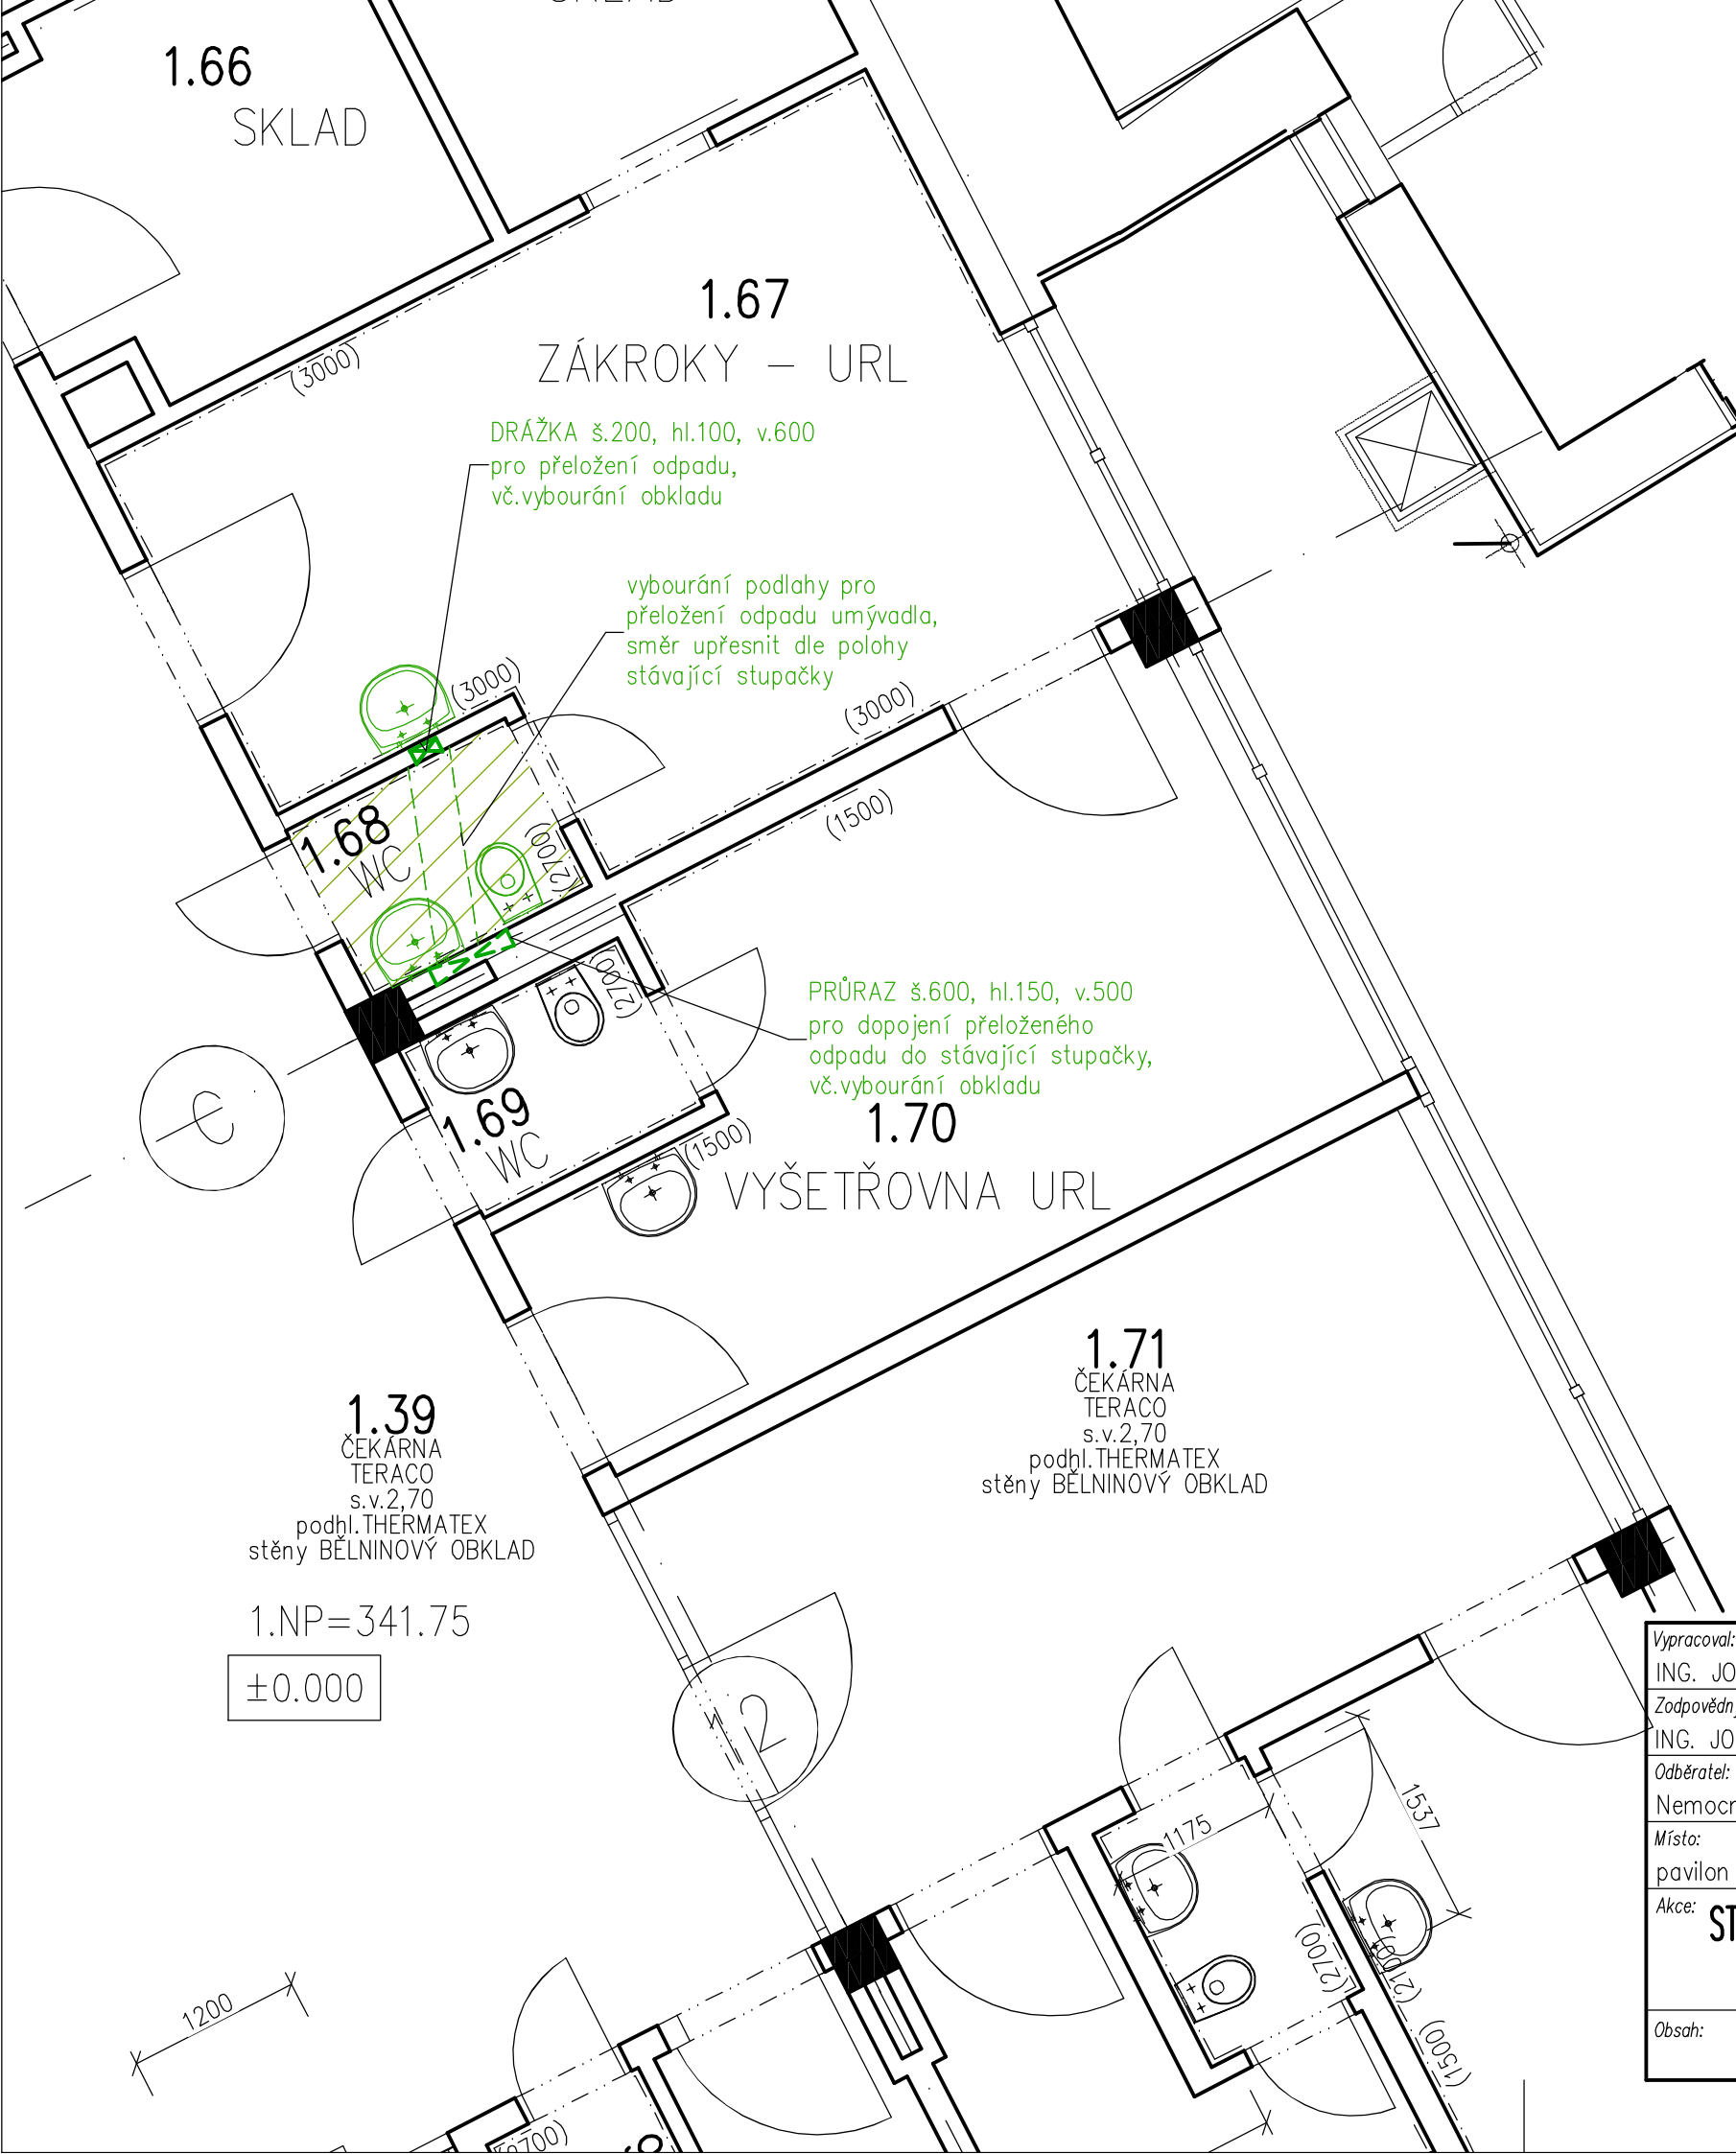 1.66
SKLAD
1.67
ZÁKROKY – URL
(3000)
DRÁŽKA š.200, hl.100, v.600
pro přeložení odpadu,
vč.vybourání obkladu
vybourání podlahy pro
přeložení odpadu umývadla,
směr upřesnit dle polohy
stávající stupačky
(3000)
(3000)
(1500)
1.68
WC
(2700)
(2700)
PRŮRAZ š.600, hl.150, v.500
pro dopojení přeloženého
odpadu do stávající stupačky,
vč.vybourání obkladu
C
1.69
WC
(1500)
1.70
VYŠETŘOVNA URL
1.71
ČEKÁRNA
TERACO
s.v.2,70
podhl.THERMATEX
stěny BĚLNINOVÝ OBKLAD
1.39
ČEKÁRNA
TERACO
s.v.2,70
podhl.THERMATEX
stěny BĚLNINOVÝ OBKLAD
1.NP=341.75
±0.000
2
1175
1537
(2700)
(2100)
(1500)
1200
Vypracoval:
ING. JO
Zodpovědn
ING. JO
Odběratel:
Nemocn
Místo:
pavilon
Akce:
ST
Obsah: